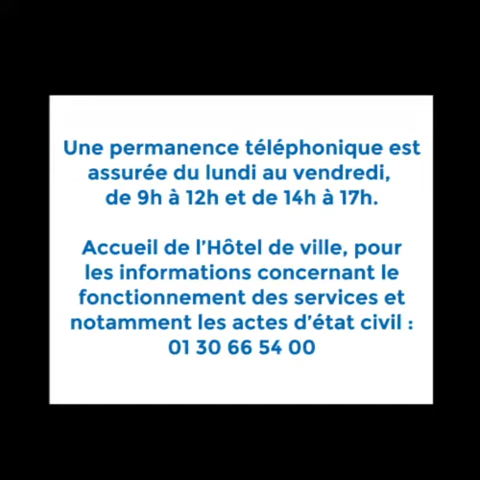 Une permanence téléphonique est
assurée du lundi au vendredi,
de 9h à 12h et de 14h à 17h.
Accueil de l’Hôtel de ville, pour
les informations concernant le
fonctionnement des services et
notamment les actes d’état civil :
01 30 66 54 00